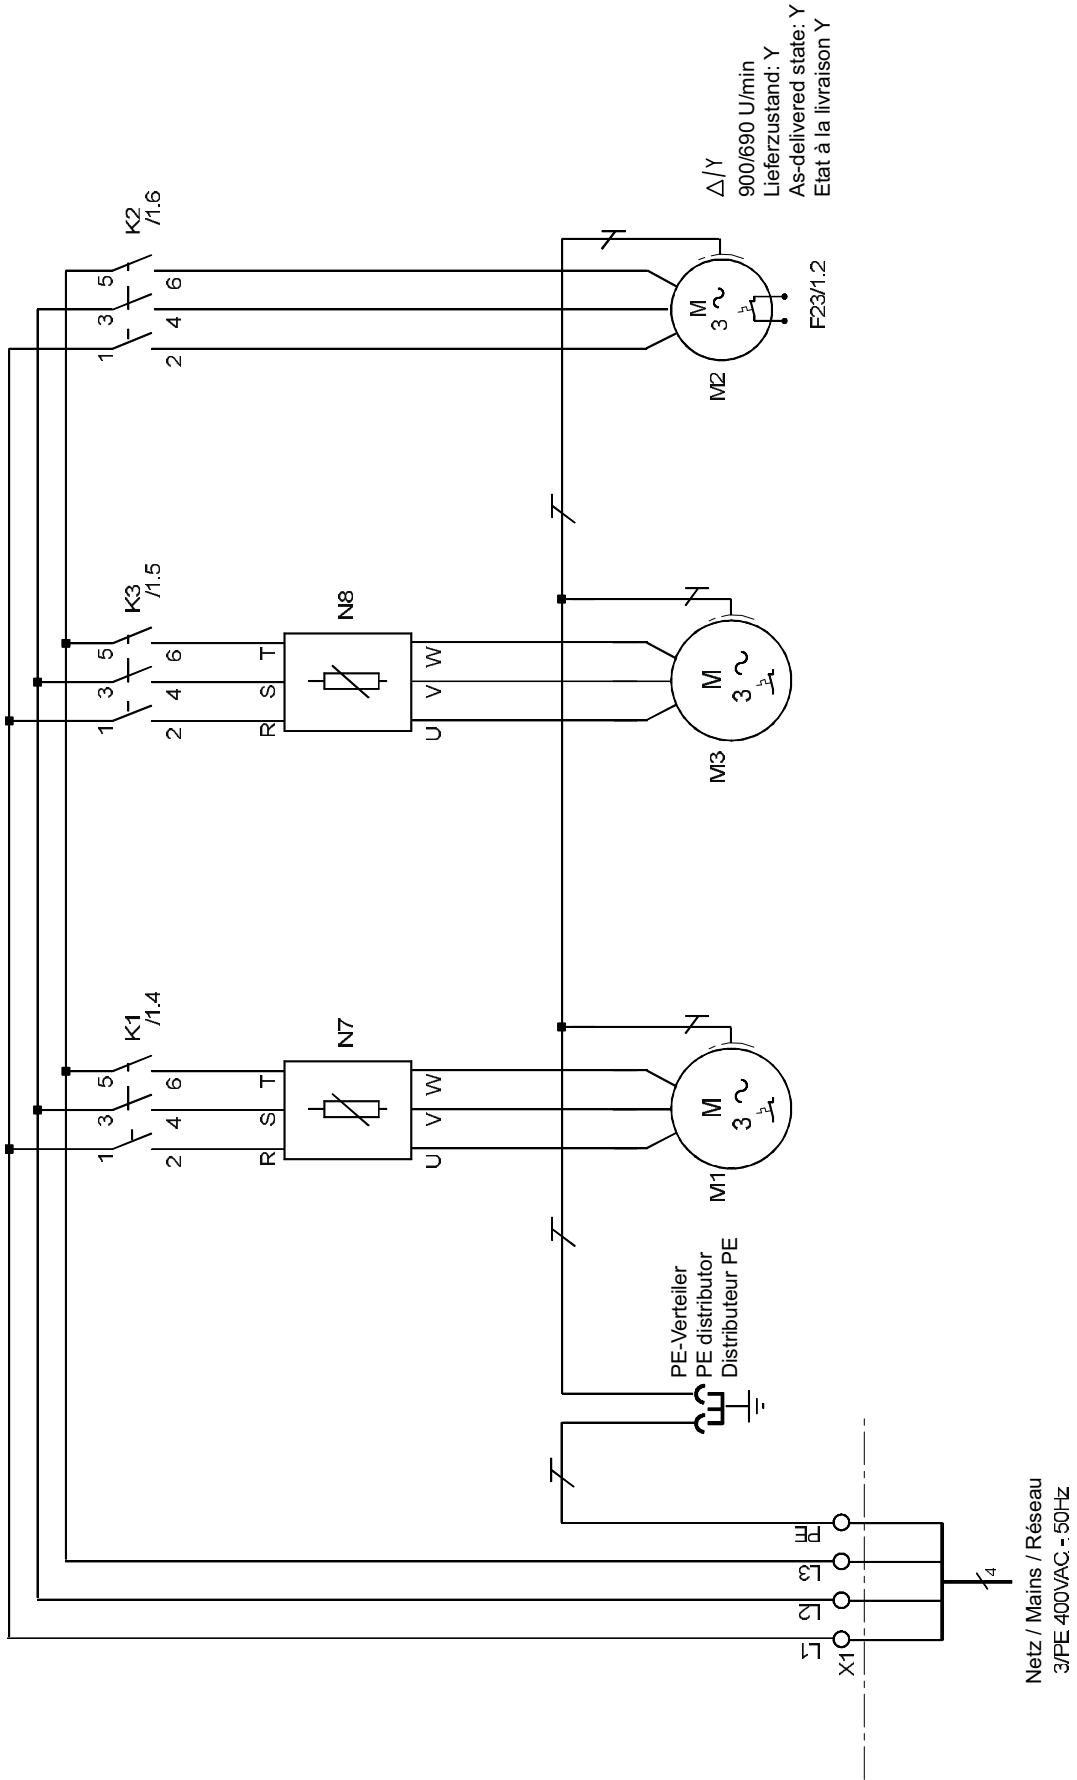 L1
L2
L3
PE
X1
4
Netz / Mains / Réseau
3/PE 400VAC - 50Hz
PE-Verteiler
PE distributor
Distributeur PE
K1
/1.4
1
3
5
2
4
6
R
S
T
N7
U
V
W
M1
M
3
K3
/1.5
1
3
5
2
4
6
R
S
T
N8
U
V
W
M3
M
3
K2
/1.6
1
3
5
2
4
6
M2
M
3
F23/1.2
△/Y
900/690 U/min
Lieferzustand: Y
As-delivered state: Y
Etat à la livraison Y